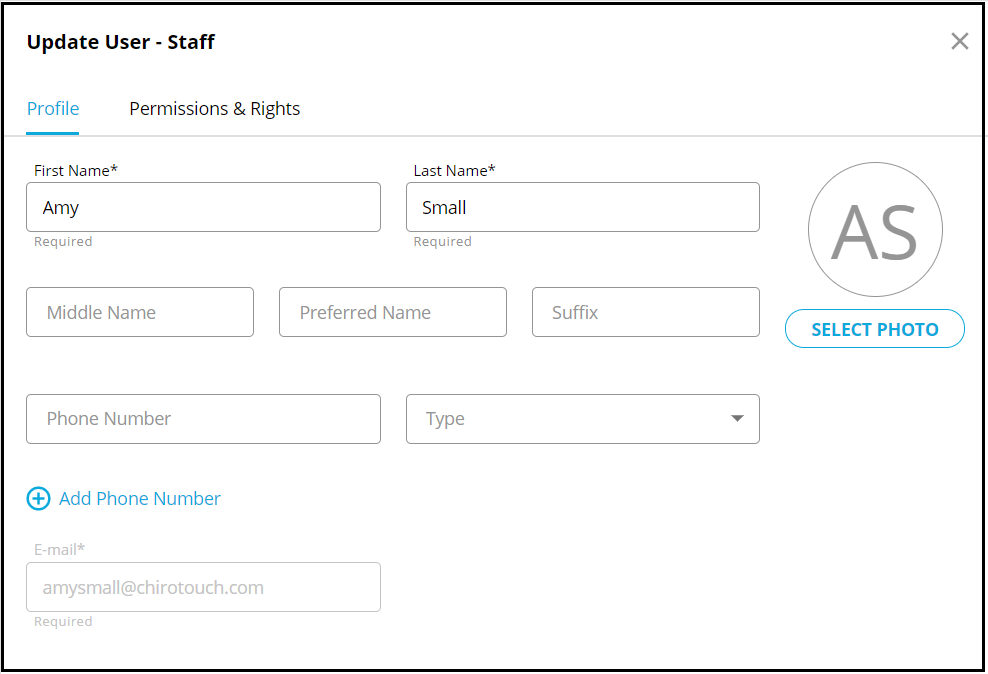 Update User - Staff
Profile Permissions & Rights
First Name* Last Name*
Amy Small
Required Required
AS
Middle Name Preferred Name Suffix
SELECT PHOTO
Phone Number Type
Add Phone Number
E-mail*
amysmall@chirotouch.com
Required